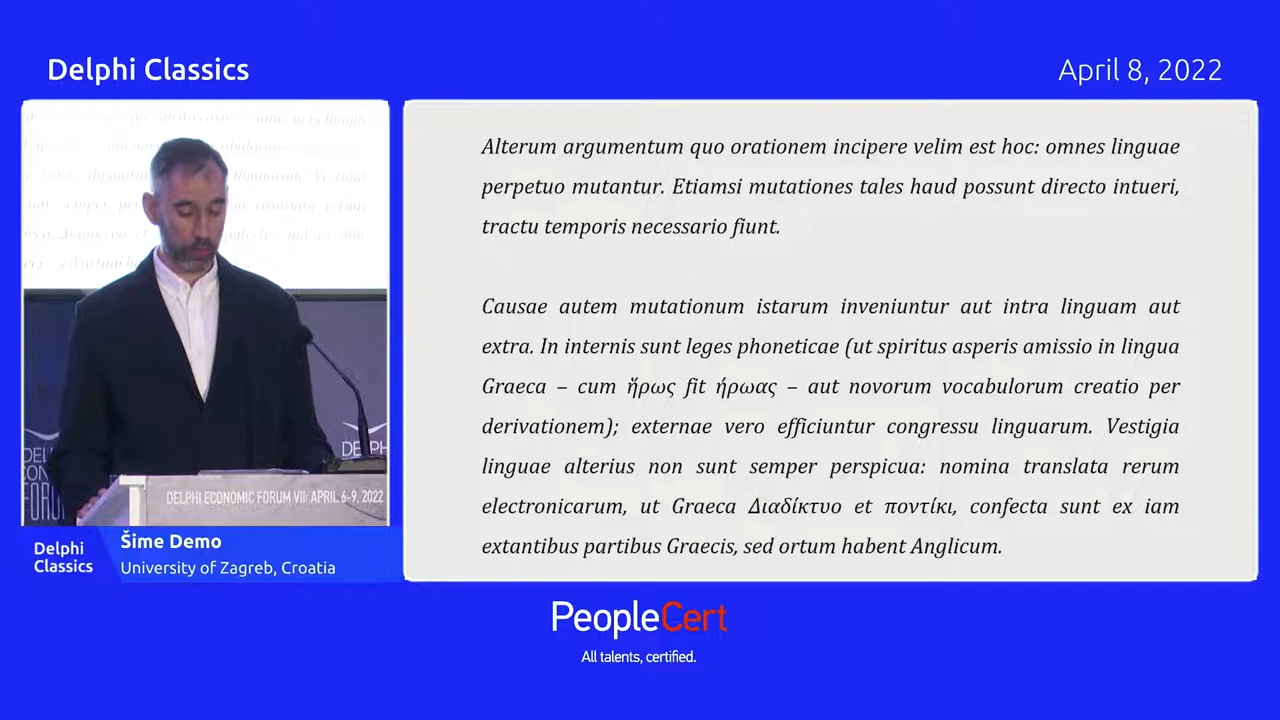 Delphi Classics
April 8, 2022
Alterum argumentum quo orationem incipere velim est hoc: omnes linguae
perpetuo mutantur. Etiamsi mutationes tales haud possunt directo intueri,
tractu temporis necessario fiunt.
Causae autem mutationum istarum inveniuntur aut intra linguam aut
extra. In internis sunt leges phoneticae (ut spiritus asperis amissio in lingua
Graeca – cum ἥρως fit ήρωας – aut novorum vocabulorum creatio per
derivationem); externae vero efficiuntur congressu linguarum. Vestigia
linguae alterius non sunt semper perspicua: nomina translata rerum
electronicarum, ut Graeca Διαδίκτυο et ποντίκι, confecta sunt ex iam
extantibus partibus Graecis, sed ortum habent Anglicum.
DELPHI ECONOMIC FORUM VII: APRIL 6-9, 2022
Delphi
Classics
Šime Demo
University of Zagreb, Croatia
PeopleCert
All talents, certified.